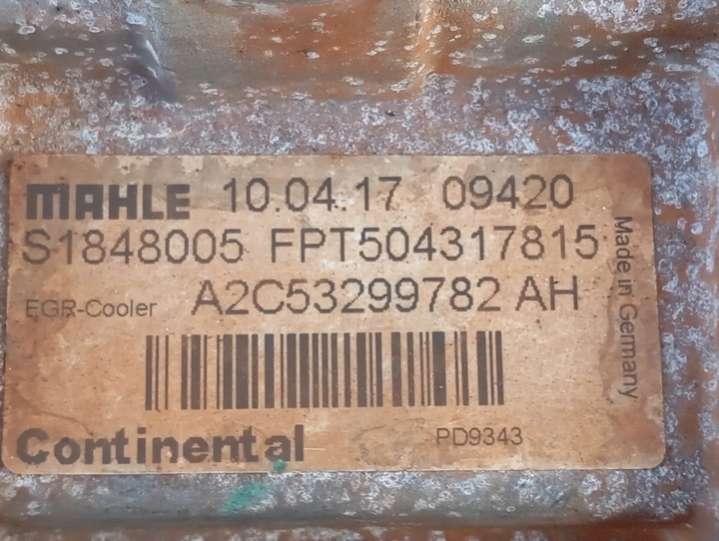 MAHLE 10.04.17 09420
S1848005 FPT504317815
EGR-Cooler A2C53299782 AH
Continental PD9343
Made in Germany